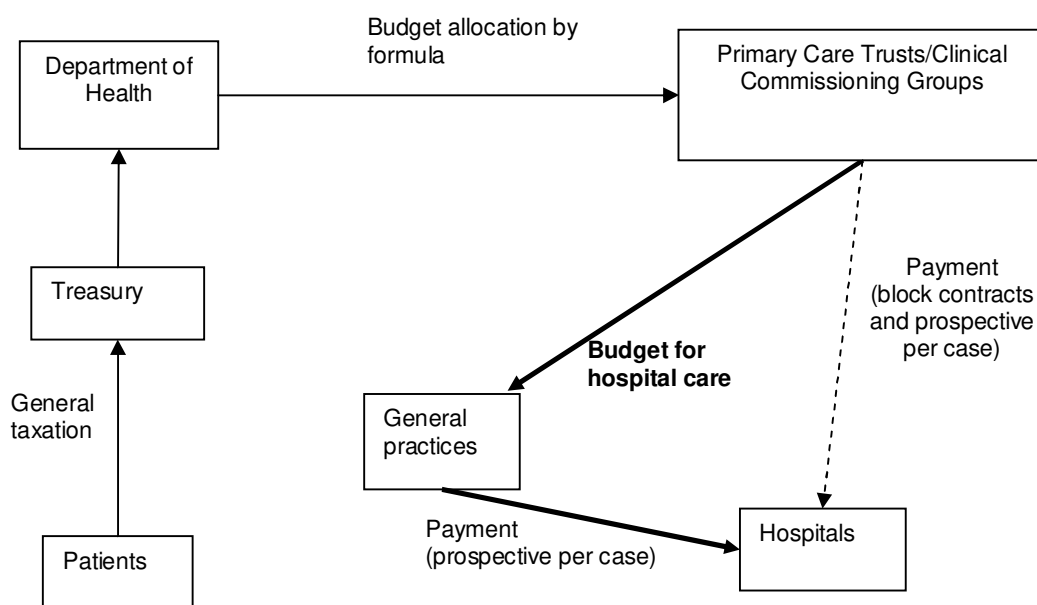 Budget allocation by
formula
Department of
Health
Primary Care Trusts/Clinical
Commissioning Groups
Treasury
Payment
(block contracts
and prospective
per case)
Budget for
hospital care
General
taxation
General
practices
Payment
(prospective per case)
Hospitals
Patients